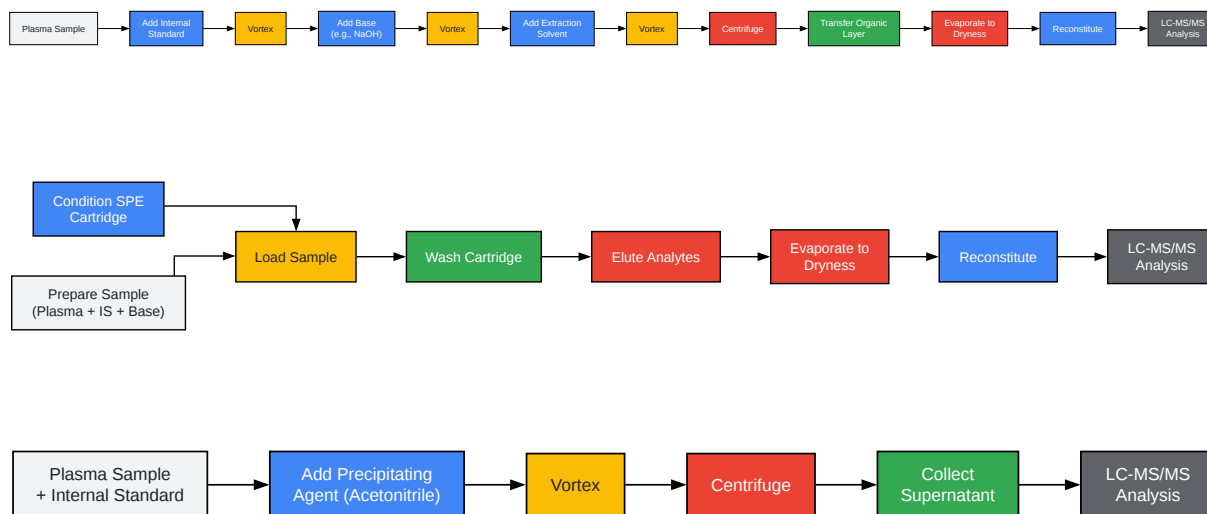 Plasma Sample
Add Internal
Standard
Vortex
Add Base
(e.g., NaOH)
Vortex
Add Extraction
Solvent
Vortex
Centrifuge
Transfer Organic
Layer
Evaporate to
Dryness
Reconstitute
LC-MS/MS
Analysis
Condition SPE
Cartridge
Prepare Sample
(Plasma + IS + Base)
Load Sample
Wash Cartridge
Elute Analytes
Evaporate to
Dryness
Reconstitute
LC-MS/MS
Analysis
Plasma Sample
+ Internal Standard
Add Precipitating
Agent (Acetonitrile)
Vortex
Centrifuge
Collect
Supernatant
LC-MS/MS
Analysis